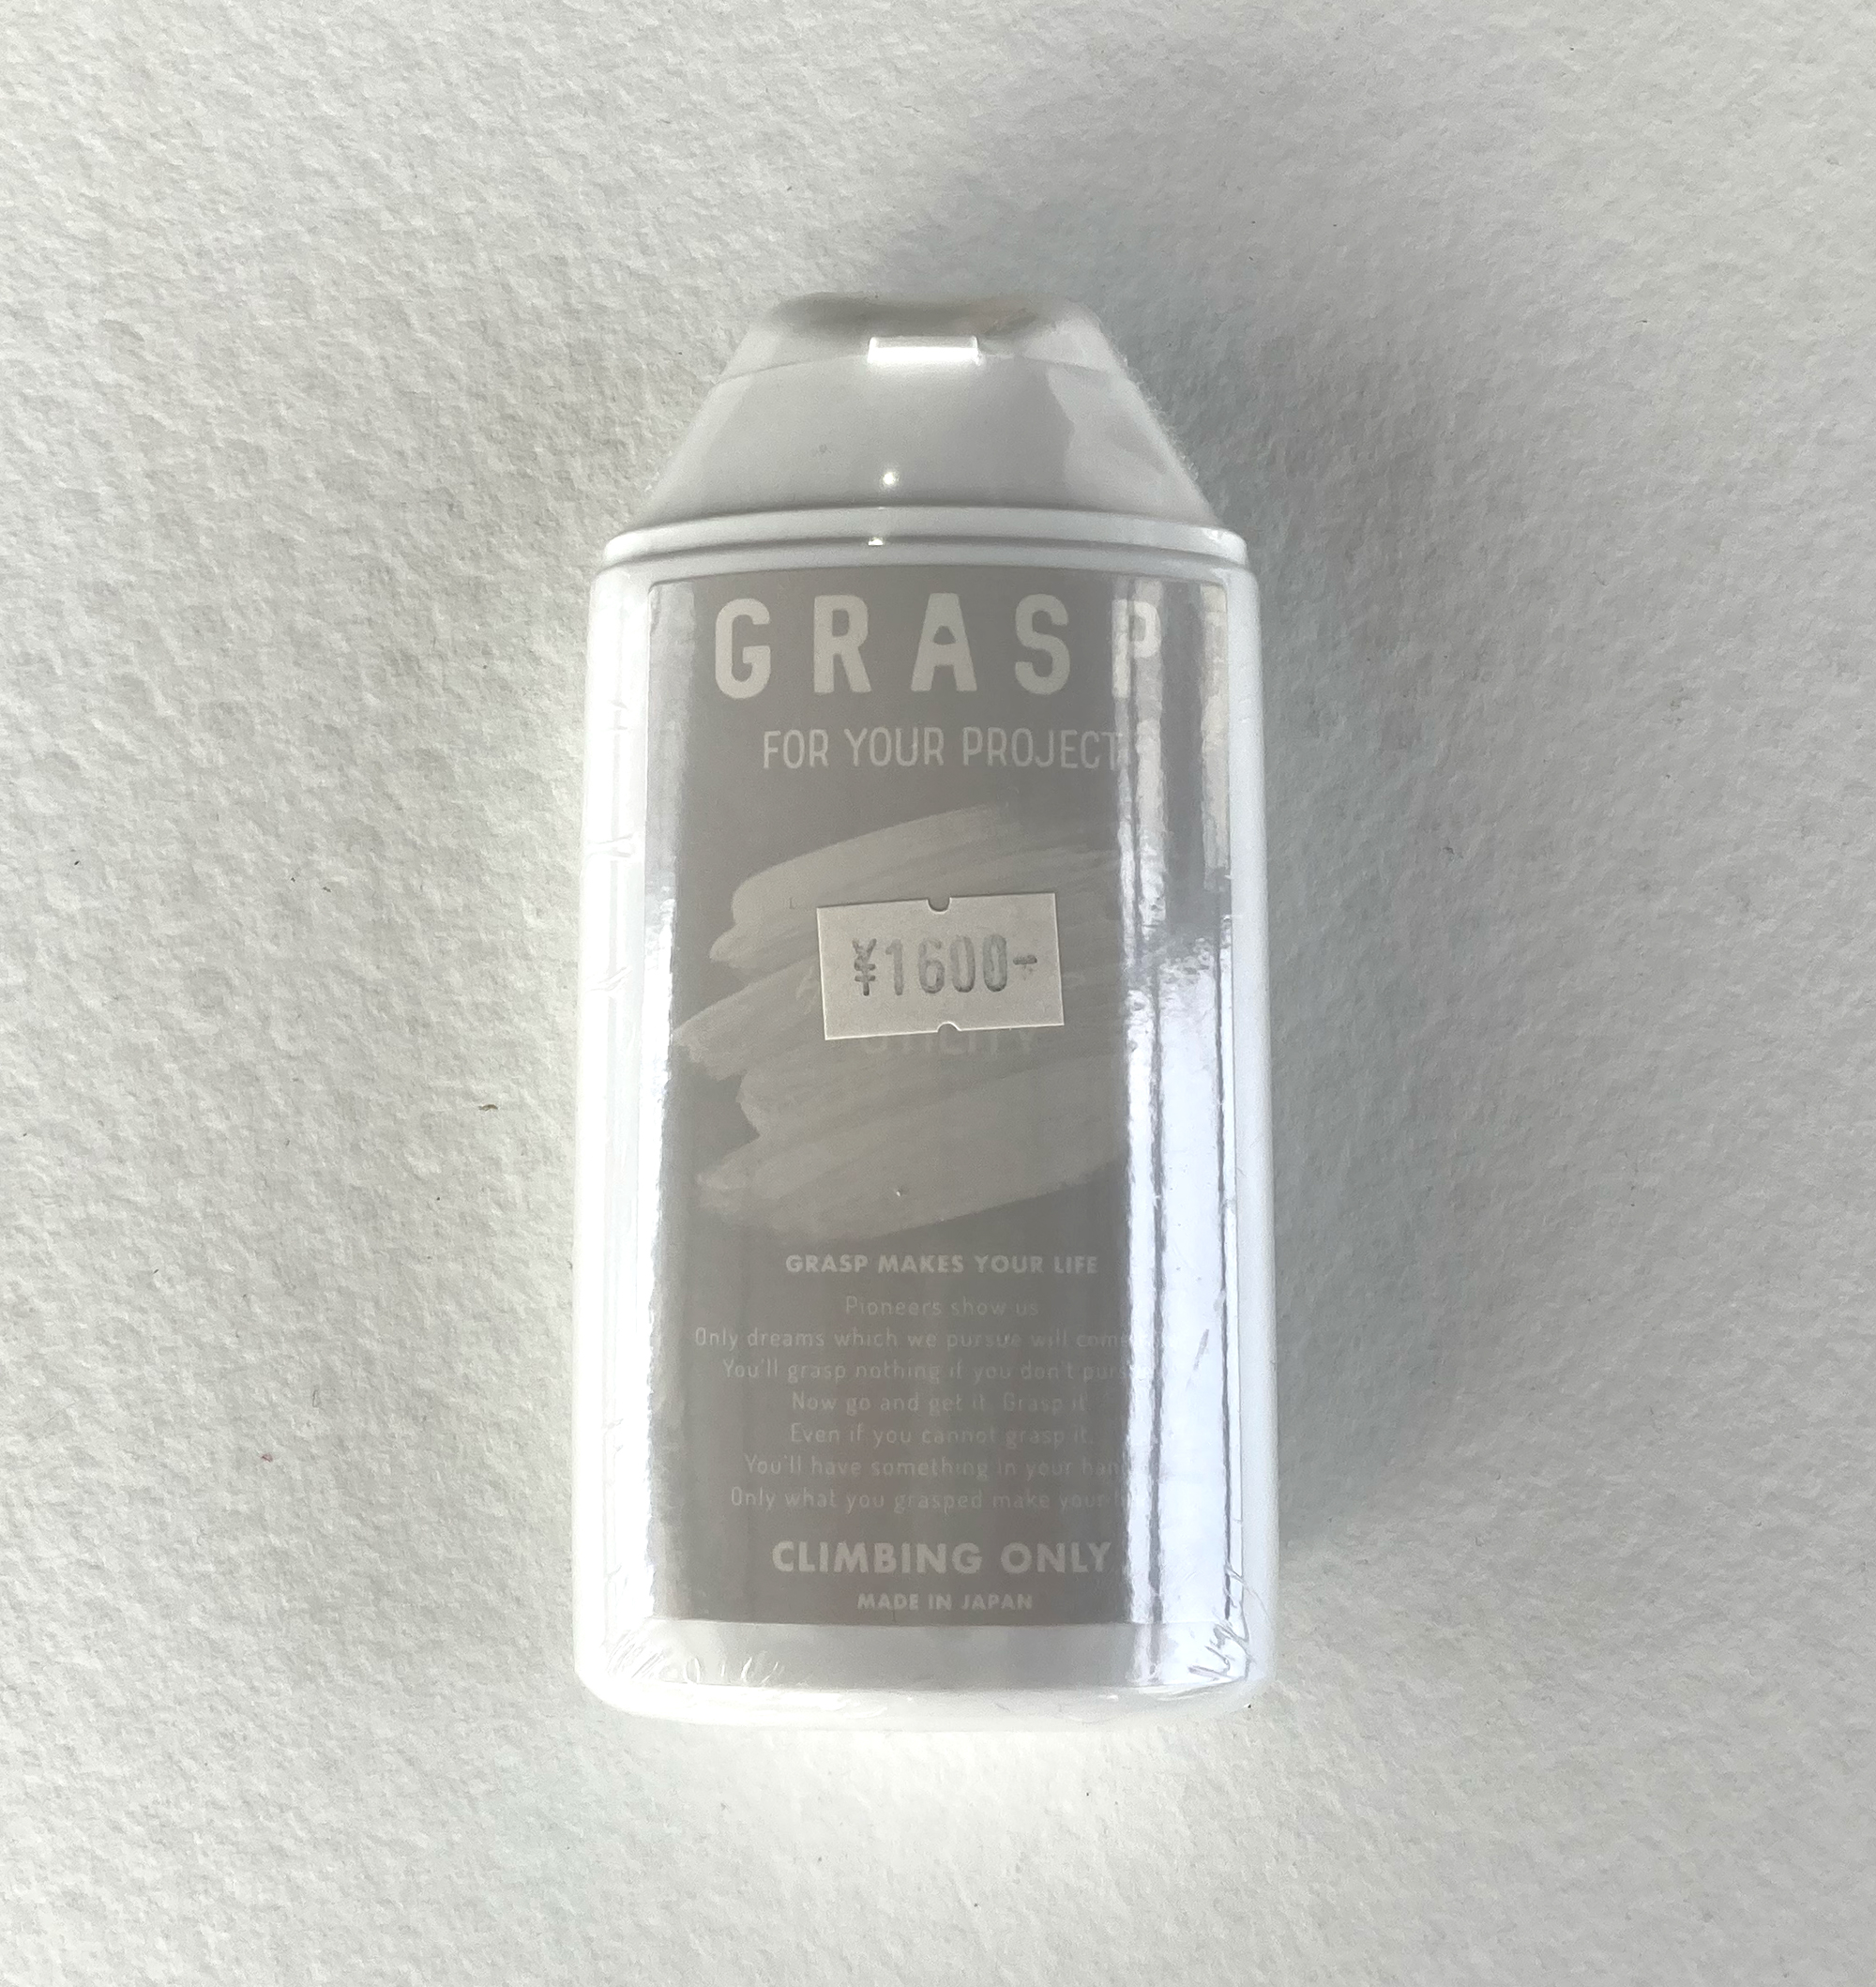 GRASP
FOR YOUR PROJECT
¥1600-
UTILITY
GRASP MAKES YOUR LIFE
Pioneers show us
Only dreams which we pursue will come
You'll grasp nothing if you don't
Now go and get it. Grasp it
Even if you cannot grasp it,
You'll have something in your
Only what you grasped make your
CLIMBING ONLY
MADE IN JAPAN